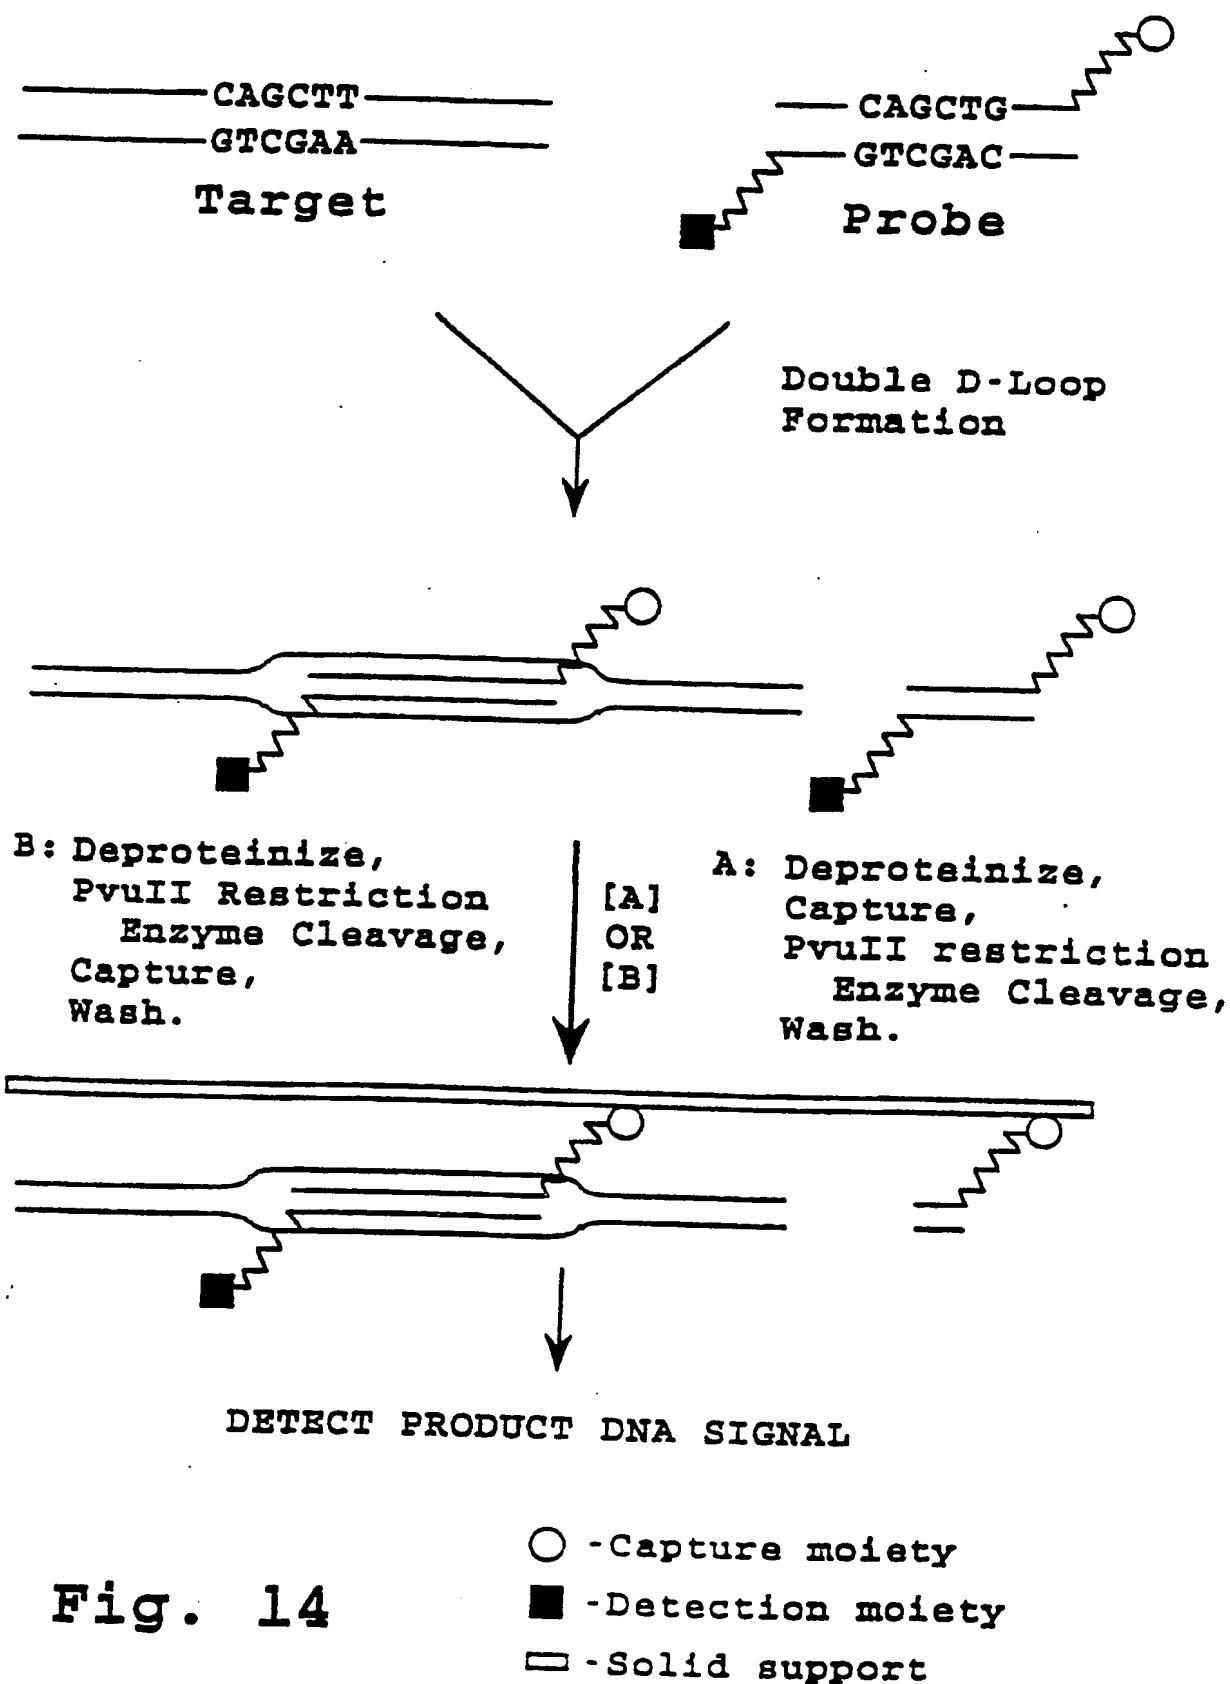 CAGCTT
GTCGAA
Target
CAGCTG
GTCGAC
Probe
Double D-Loop
Formation
B: Deproteinize,
PvuII Restriction
Enzyme Cleavage,
Capture,
Wash.
[A]
OR
[B]
A: Deproteinize,
Capture,
PvuII restriction
Enzyme Cleavage,
Wash.
DETECT PRODUCT DNA SIGNAL
-Capture moiety
-Detection moiety
-Solid support
Fig. 14